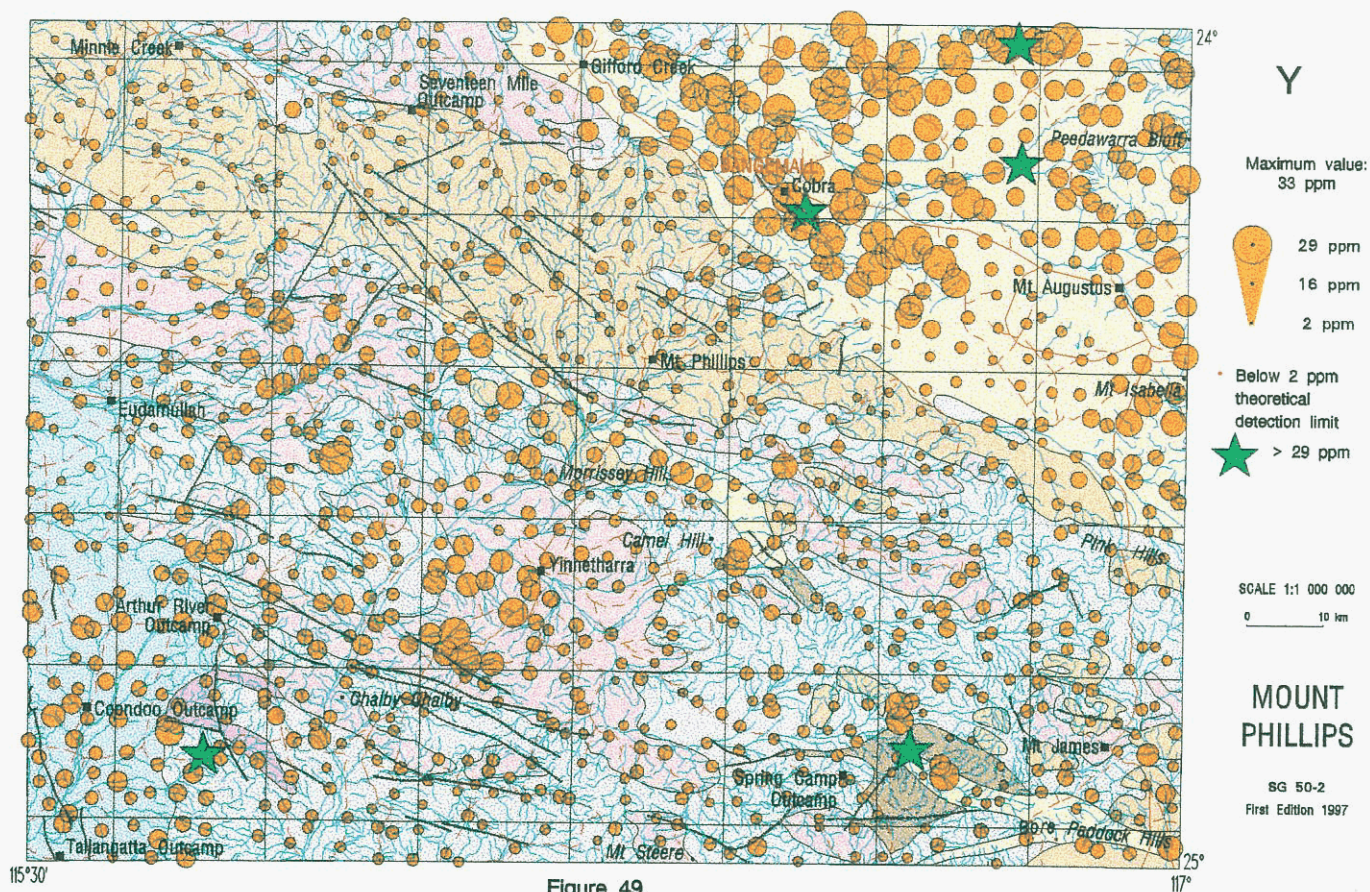 24°
Minnie Creek
Gifford Creek
Y
Seventeen Mile
Outcamp
Peedawarra Bluff
Maximum value:
33 ppm
BANGEMALL
Cobra
29 ppm
16 ppm
2 ppm
Mt Augustus
Mt Phillips
Below 2 ppm
theoretical
detection limit
Mt Isabella
Eudamullah
> 29 ppm
Morrissey Hill
Camel Hill
Pink Hills
Yinnetharra
SCALE 1:1 000 000
0 10 km
Arthur River
Outcamp
Chalby Chalby
Coondoo Outcamp
MOUNT
PHILLIPS
Mt James
Spring Camp
Outcamp
SG 50-2
First Edition 1997
Bore Paddock Hills
Tallangatta Outcamp
Mt Steere
25°
115°30'
117°
Figure 49